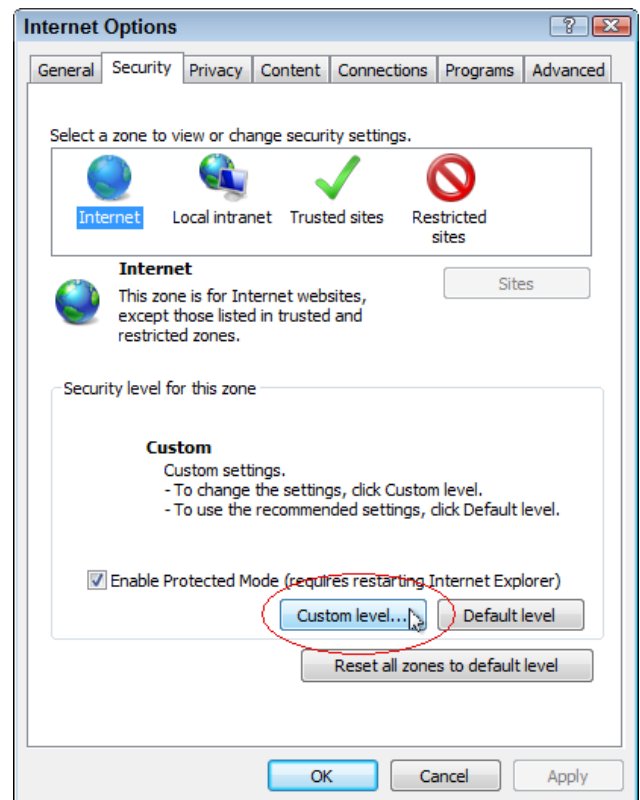 Internet Options
General Security Privacy Content Connections Programs Advanced
Select a zone to view or change security settings.
Internet Local intranet Trusted sites Restricted sites
Internet
Sites
This zone is for Internet websites,
except those listed in trusted and
restricted zones.
Security level for this zone
Custom
Custom settings.
- To change the settings, click Custom level.
- To use the recommended settings, click Default level.
Enable Protected Mode (requires restarting Internet Explorer)
Custom level... Default level
Reset all zones to default level
OK Cancel Apply